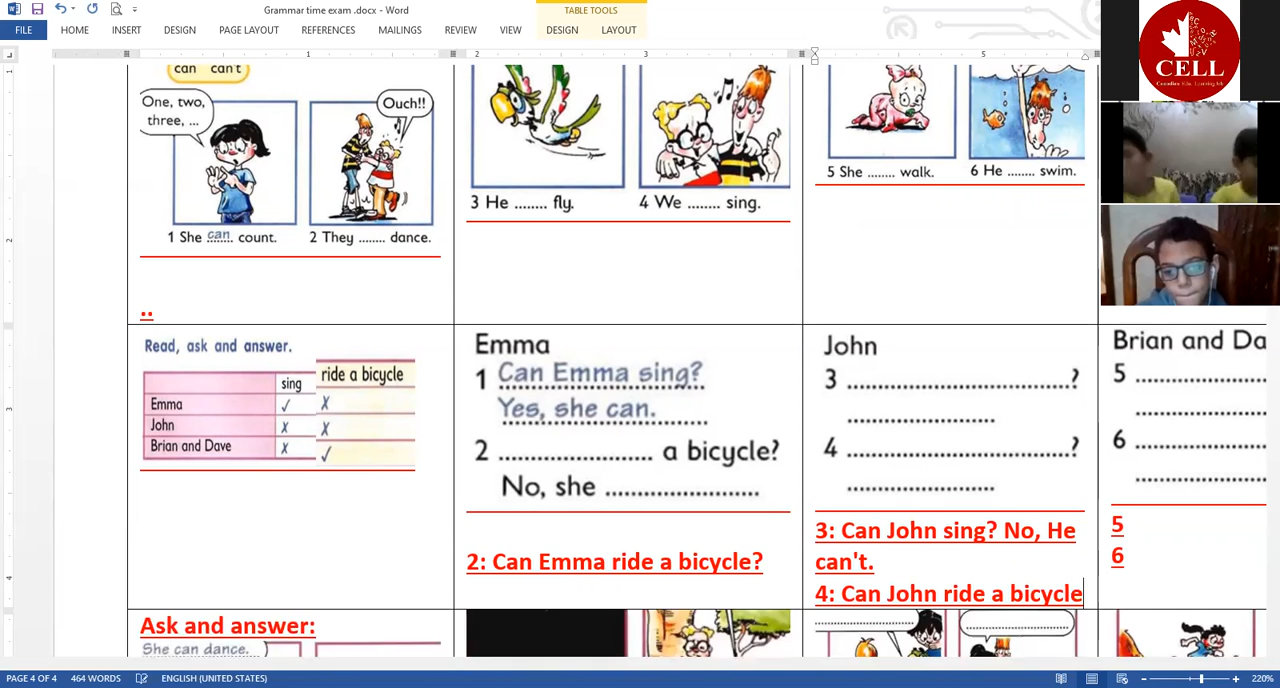 Grammar time exam .docx - Word
TABLE TOOLS
FILE
HOME
INSERT
DESIGN
PAGE LAYOUT
REFERENCES
MAILINGS
REVIEW
VIEW
DESIGN
LAYOUT
can can't
One, two,
three, ...
Ouch!!
1 She can count.
2 They ........ dance.
3 He ........ fly.
4 We ........ sing.
5 She ........ walk.
6 He ........ swim.
CELL
..
Read, ask and answer.
sing
ride a bicycle
Emma ✓ ✗
John ✗ ✗
Brian and Dave ✗ ✓
Emma
1 Can Emma sing?
Yes, she can.
2 ........................ a bicycle?
No, she ........................
2: Can Emma ride a bicycle?
John
3 ........................?
........................
4 ........................?
........................
3: Can John sing? No, He
can't.
4: Can John ride a bicycle
Brian and Da
5 ........................
........................
6 ........................
........................
5
6
Ask and answer:
She can dance.
PAGE 4 OF 4
464 WORDS
ENGLISH (UNITED STATES)
220%